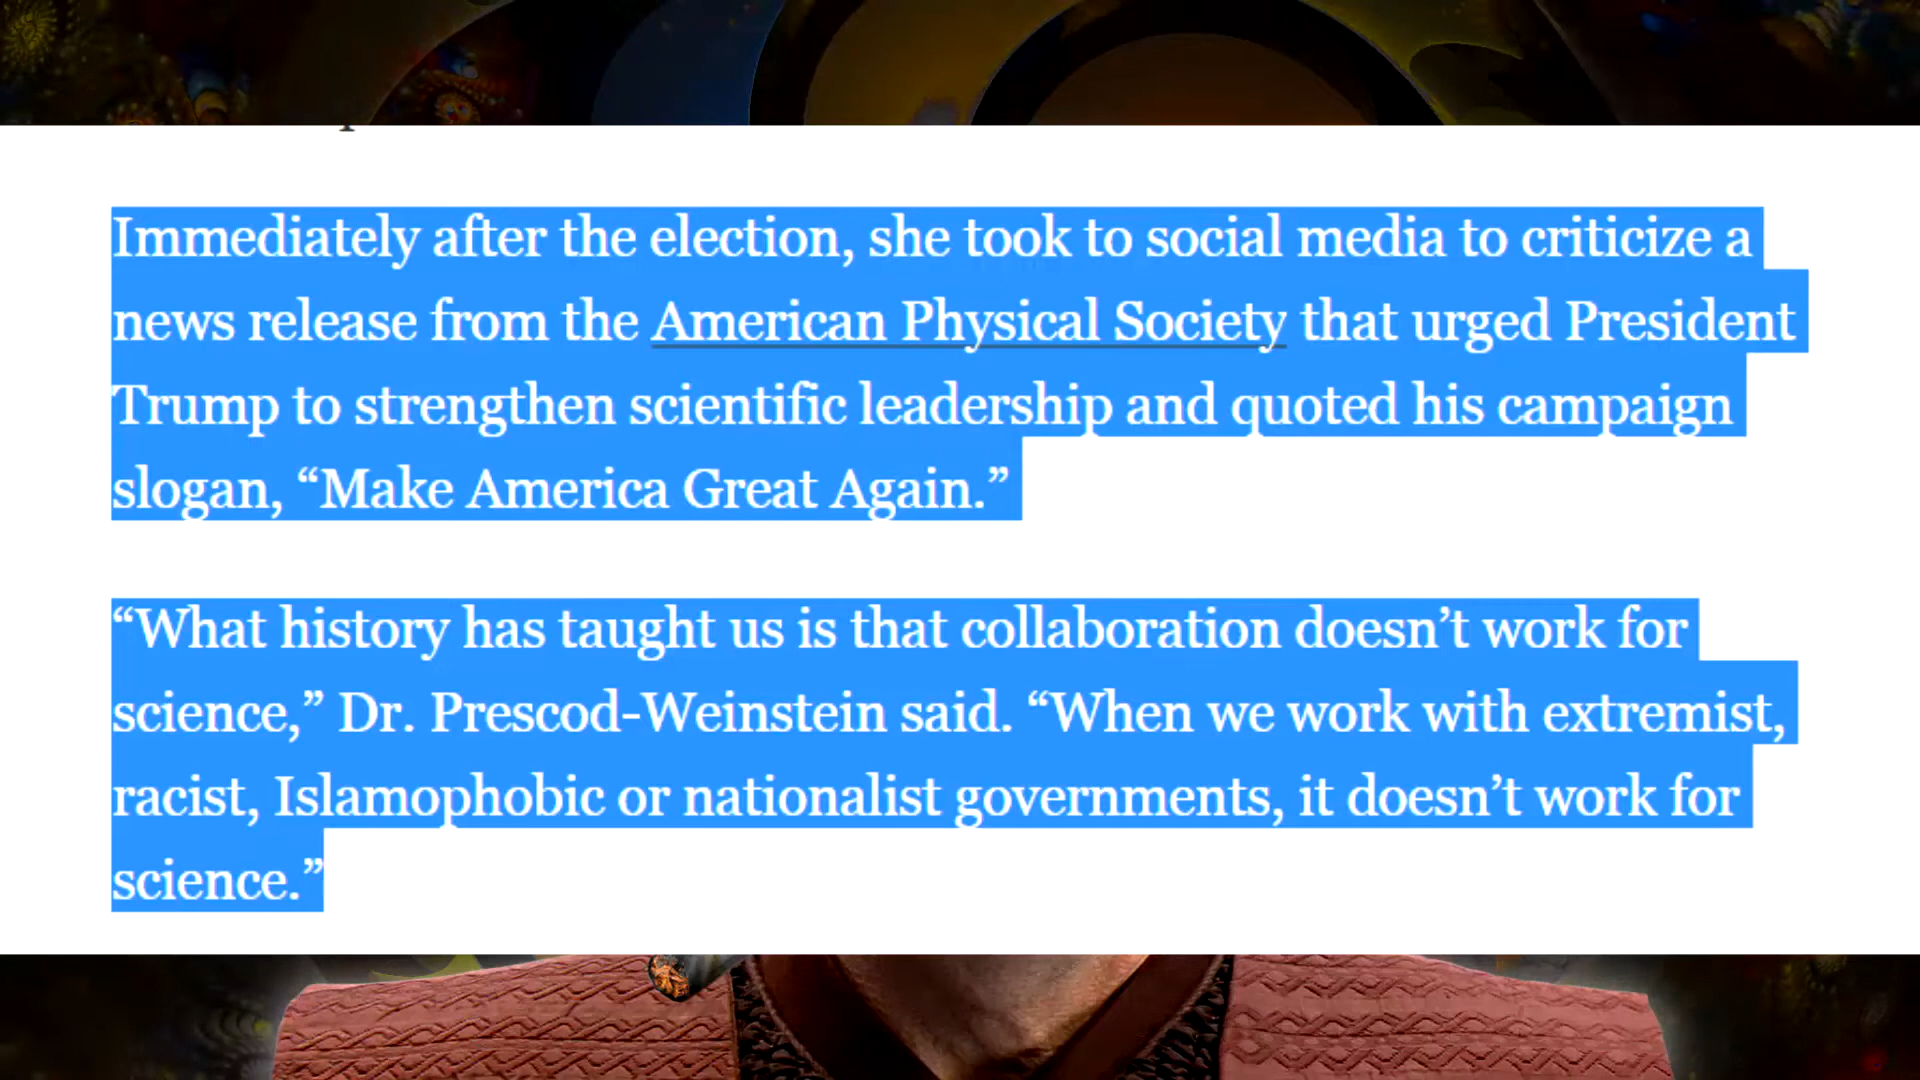 Immediately after the election, she took to social media to criticize a
news release from the American Physical Society that urged President
Trump to strengthen scientific leadership and quoted his campaign
slogan, “Make America Great Again.”
“What history has taught us is that collaboration doesn’t work for
science,” Dr. Prescod-Weinstein said. “When we work with extremist,
racist, Islamophobic or nationalist governments, it doesn’t work for
science.”